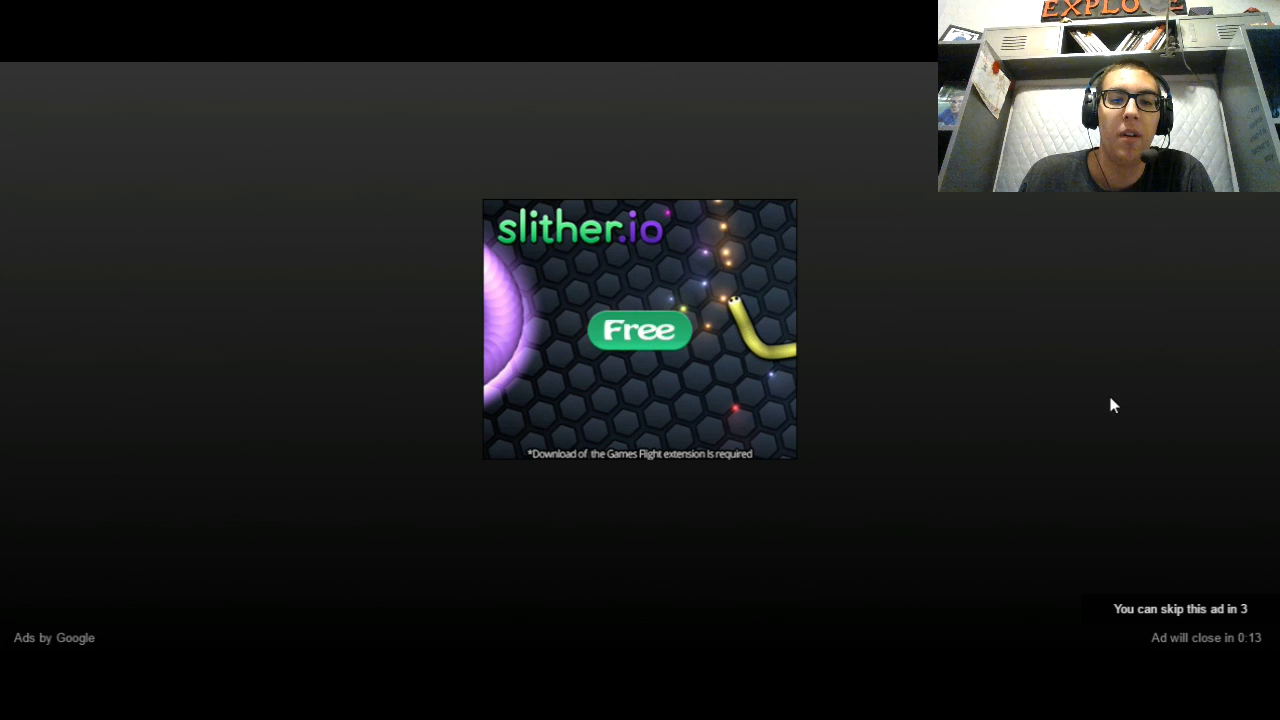 EXPLO
slither.io
Free
*Download of the Games Flight extension is required
You can skip this ad in 3
Ads by Google
Ad will close in 0:13